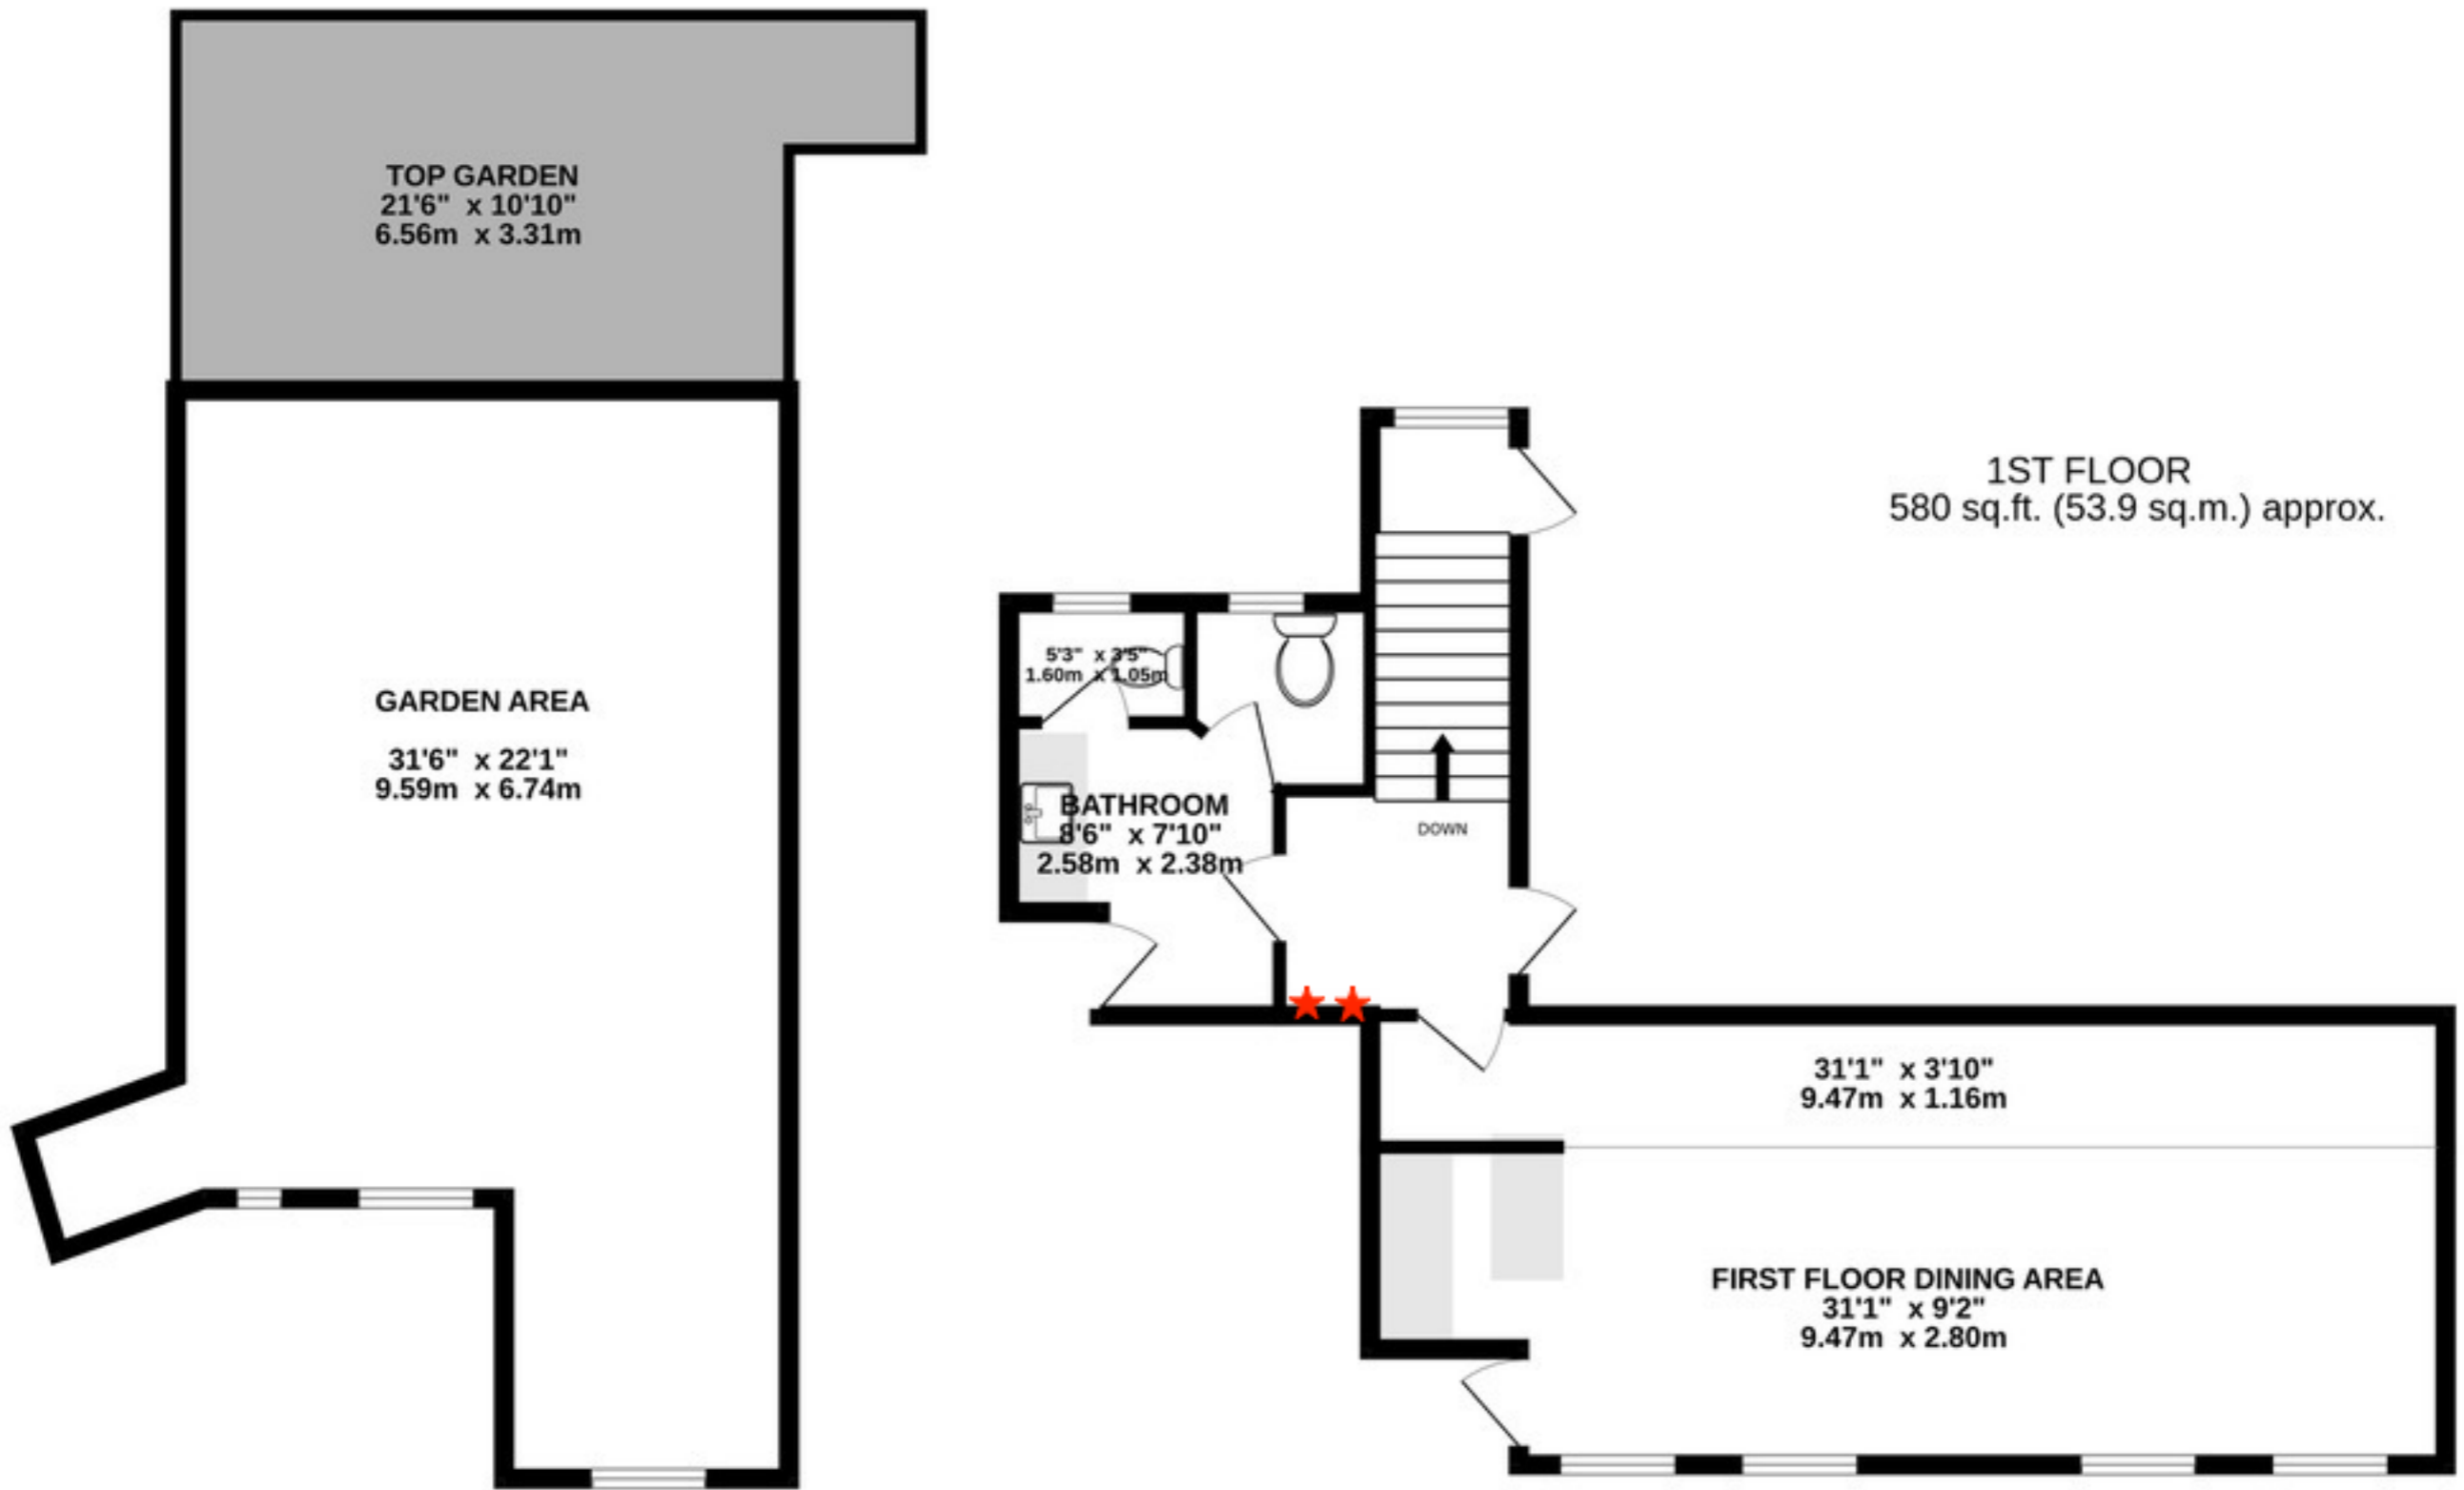 TOP GARDEN
21'6" x 10'10"
6.56m x 3.31m
GARDEN AREA
31'6" x 22'1"
9.59m x 6.74m
1ST FLOOR
580 sq.ft. (53.9 sq.m.) approx.
5'3" x 3'5"
1.60m x 1.05m
BATHROOM
8'6" x 7'10"
2.58m x 2.38m
DOWN
31'1" x 3'10"
9.47m x 1.16m
FIRST FLOOR DINING AREA
31'1" x 9'2"
9.47m x 2.80m